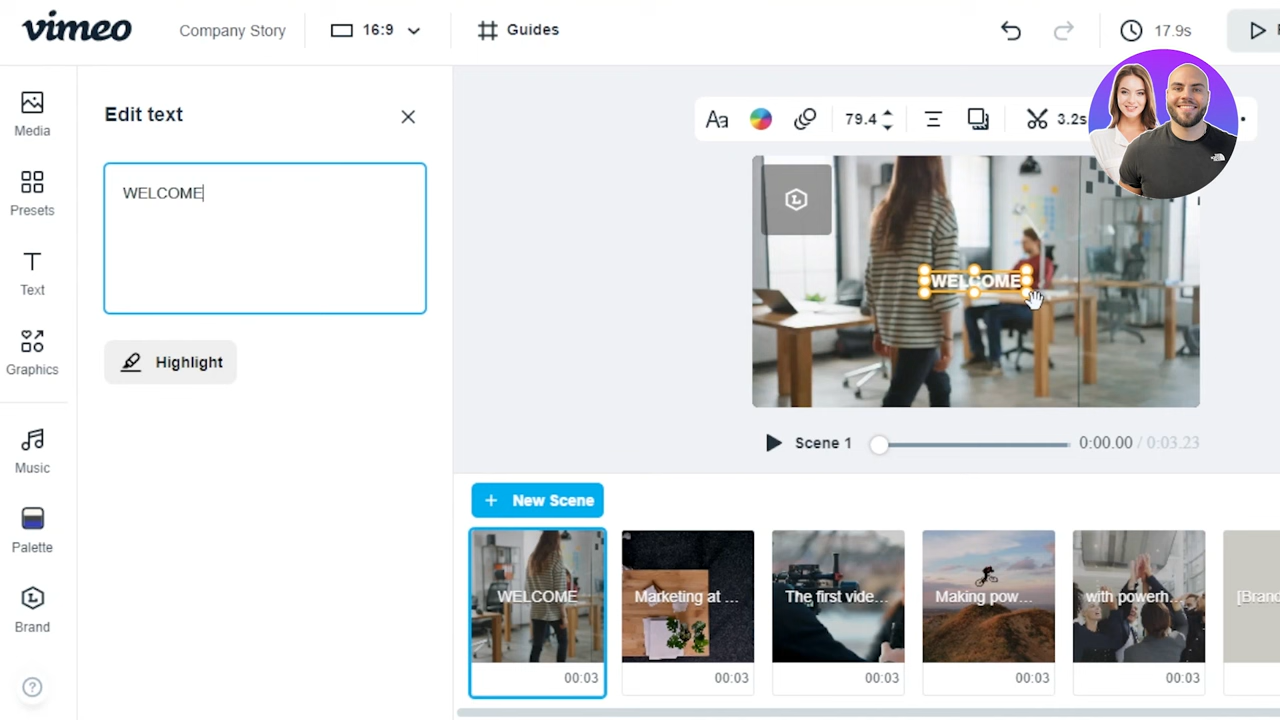 vimeo Company Story 16:9 Guides 17.9s
Media
Presets
Text
Graphics
Music
Palette
Brand
Edit text
WELCOME
Highlight
Aa 79.4 3.2s
WELCOME
Scene 1 0:00.00 / 0:03.23
+ New Scene
WELCOME
00:03
Marketing at ...
00:03
The first vide...
00:03
Making pow...
00:03
with powerh...
00:03
[Brand